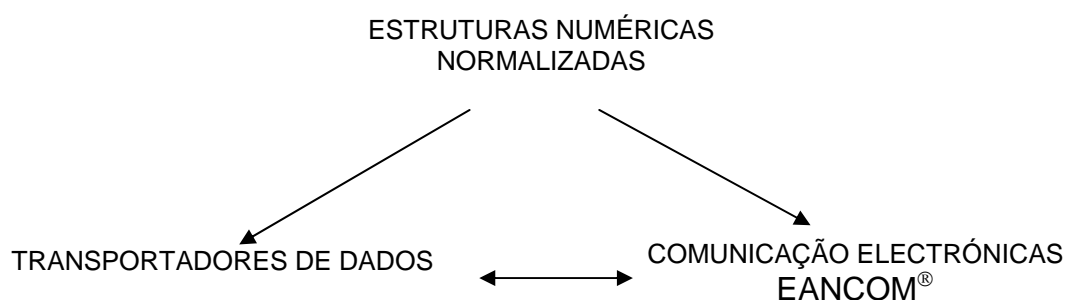 ESTRUTURAS NUMÉRICAS
NORMALIZADAS
TRANSPORTADORES DE DADOS
COMUNICAÇÃO ELECTRÓNICAS
EANCOM®